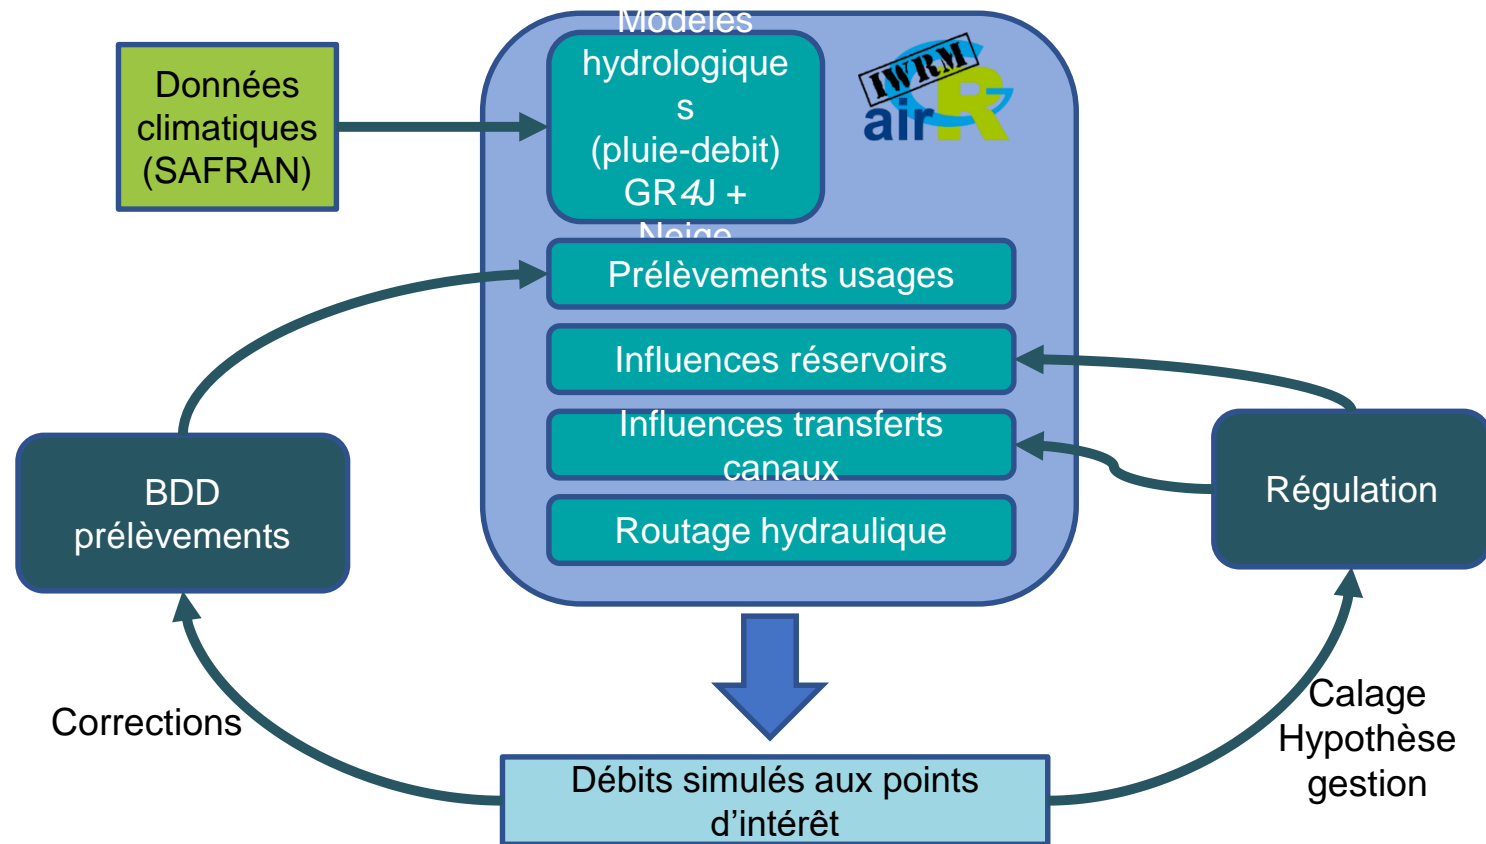 Données
climatiques
(SAFRAN)
Modèles
hydrologique
s
(pluie-debit)
GR4J +
Neige
IWRM
airGR
Prélèvements usages
Influences réservoirs
Influences transferts
canaux
Routage hydraulique
BDD
prélèvements
Régulation
Corrections
Calage
Hypothèse
gestion
Débits simulés aux points
d’intérêt